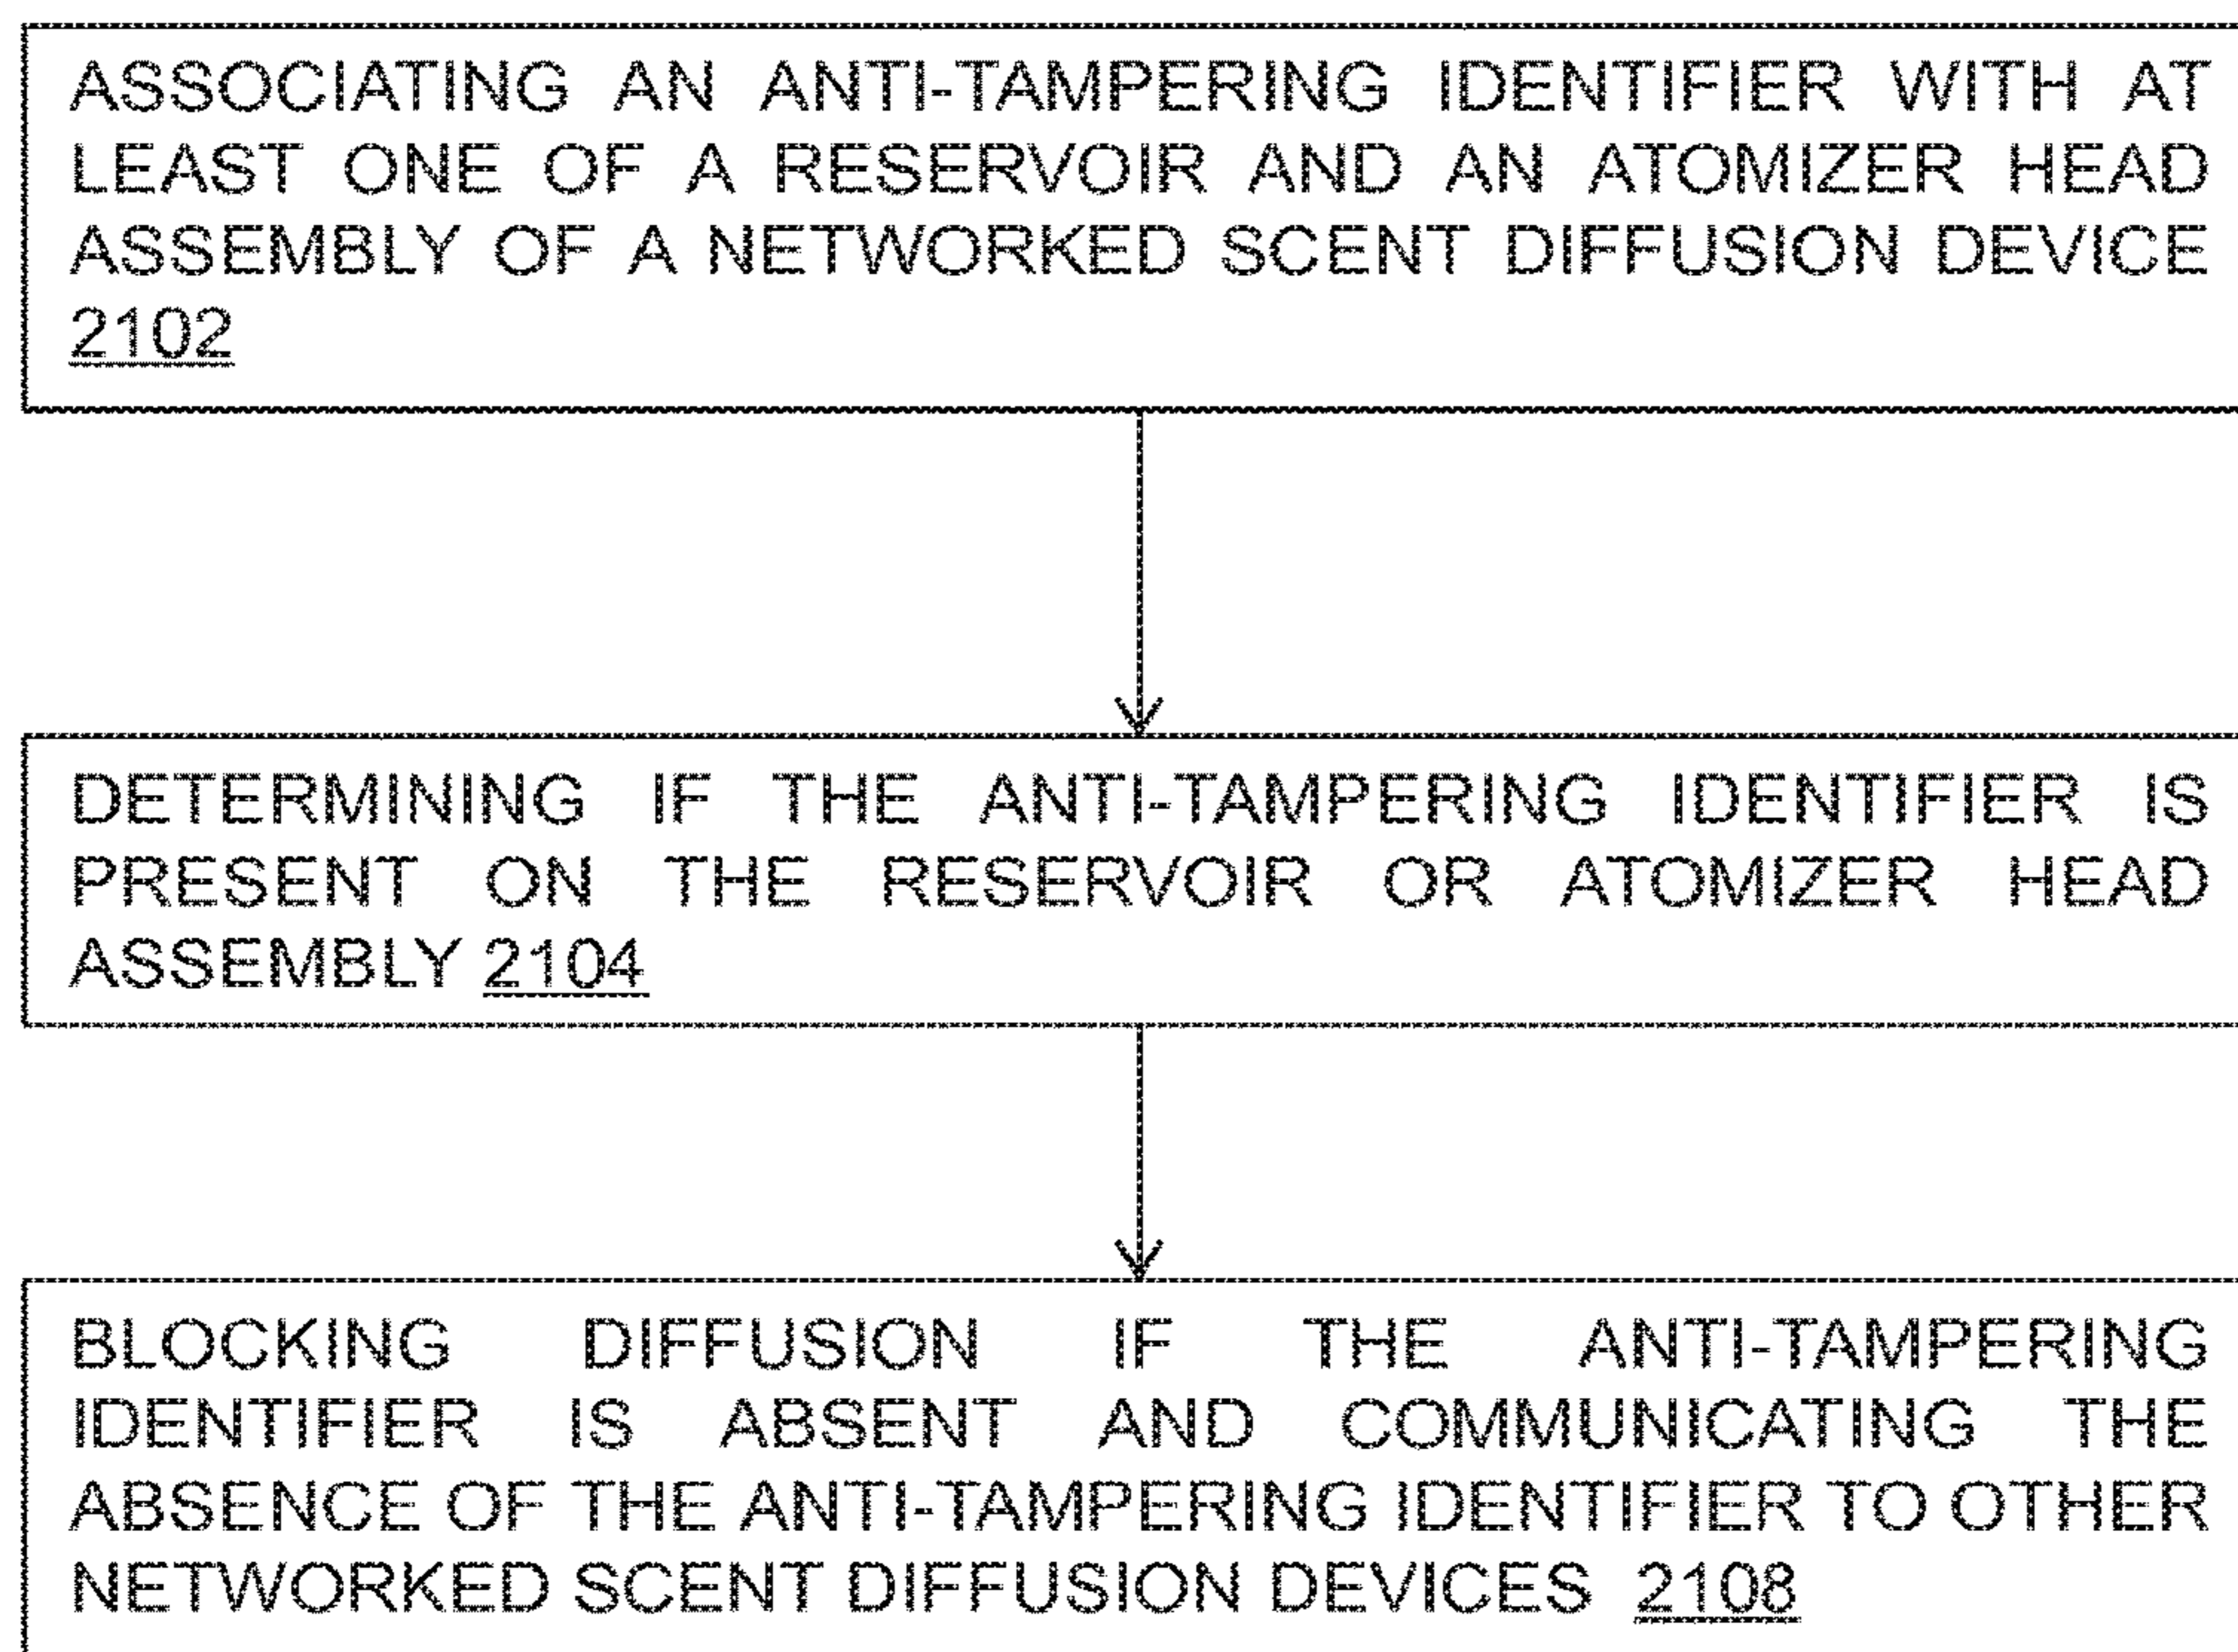 ASSOCIATING AN ANTI-TAMPERING IDENTIFIER WITH AT
LEAST ONE OF A RESERVOIR AND AN ATOMIZER HEAD
ASSEMBLY OF A NETWORKED SCENT DIFFUSION DEVICE
2102
DETERMINING IF THE ANTI-TAMPERING IDENTIFIER IS
PRESENT ON THE RESERVOIR OR ATOMIZER HEAD
ASSEMBLY 2104
BLOCKING DIFFUSION IF THE ANTI-TAMPERING
IDENTIFIER IS ABSENT AND COMMUNICATING THE
ABSENCE OF THE ANTI-TAMPERING IDENTIFIER TO OTHER
NETWORKED SCENT DIFFUSION DEVICES 2108